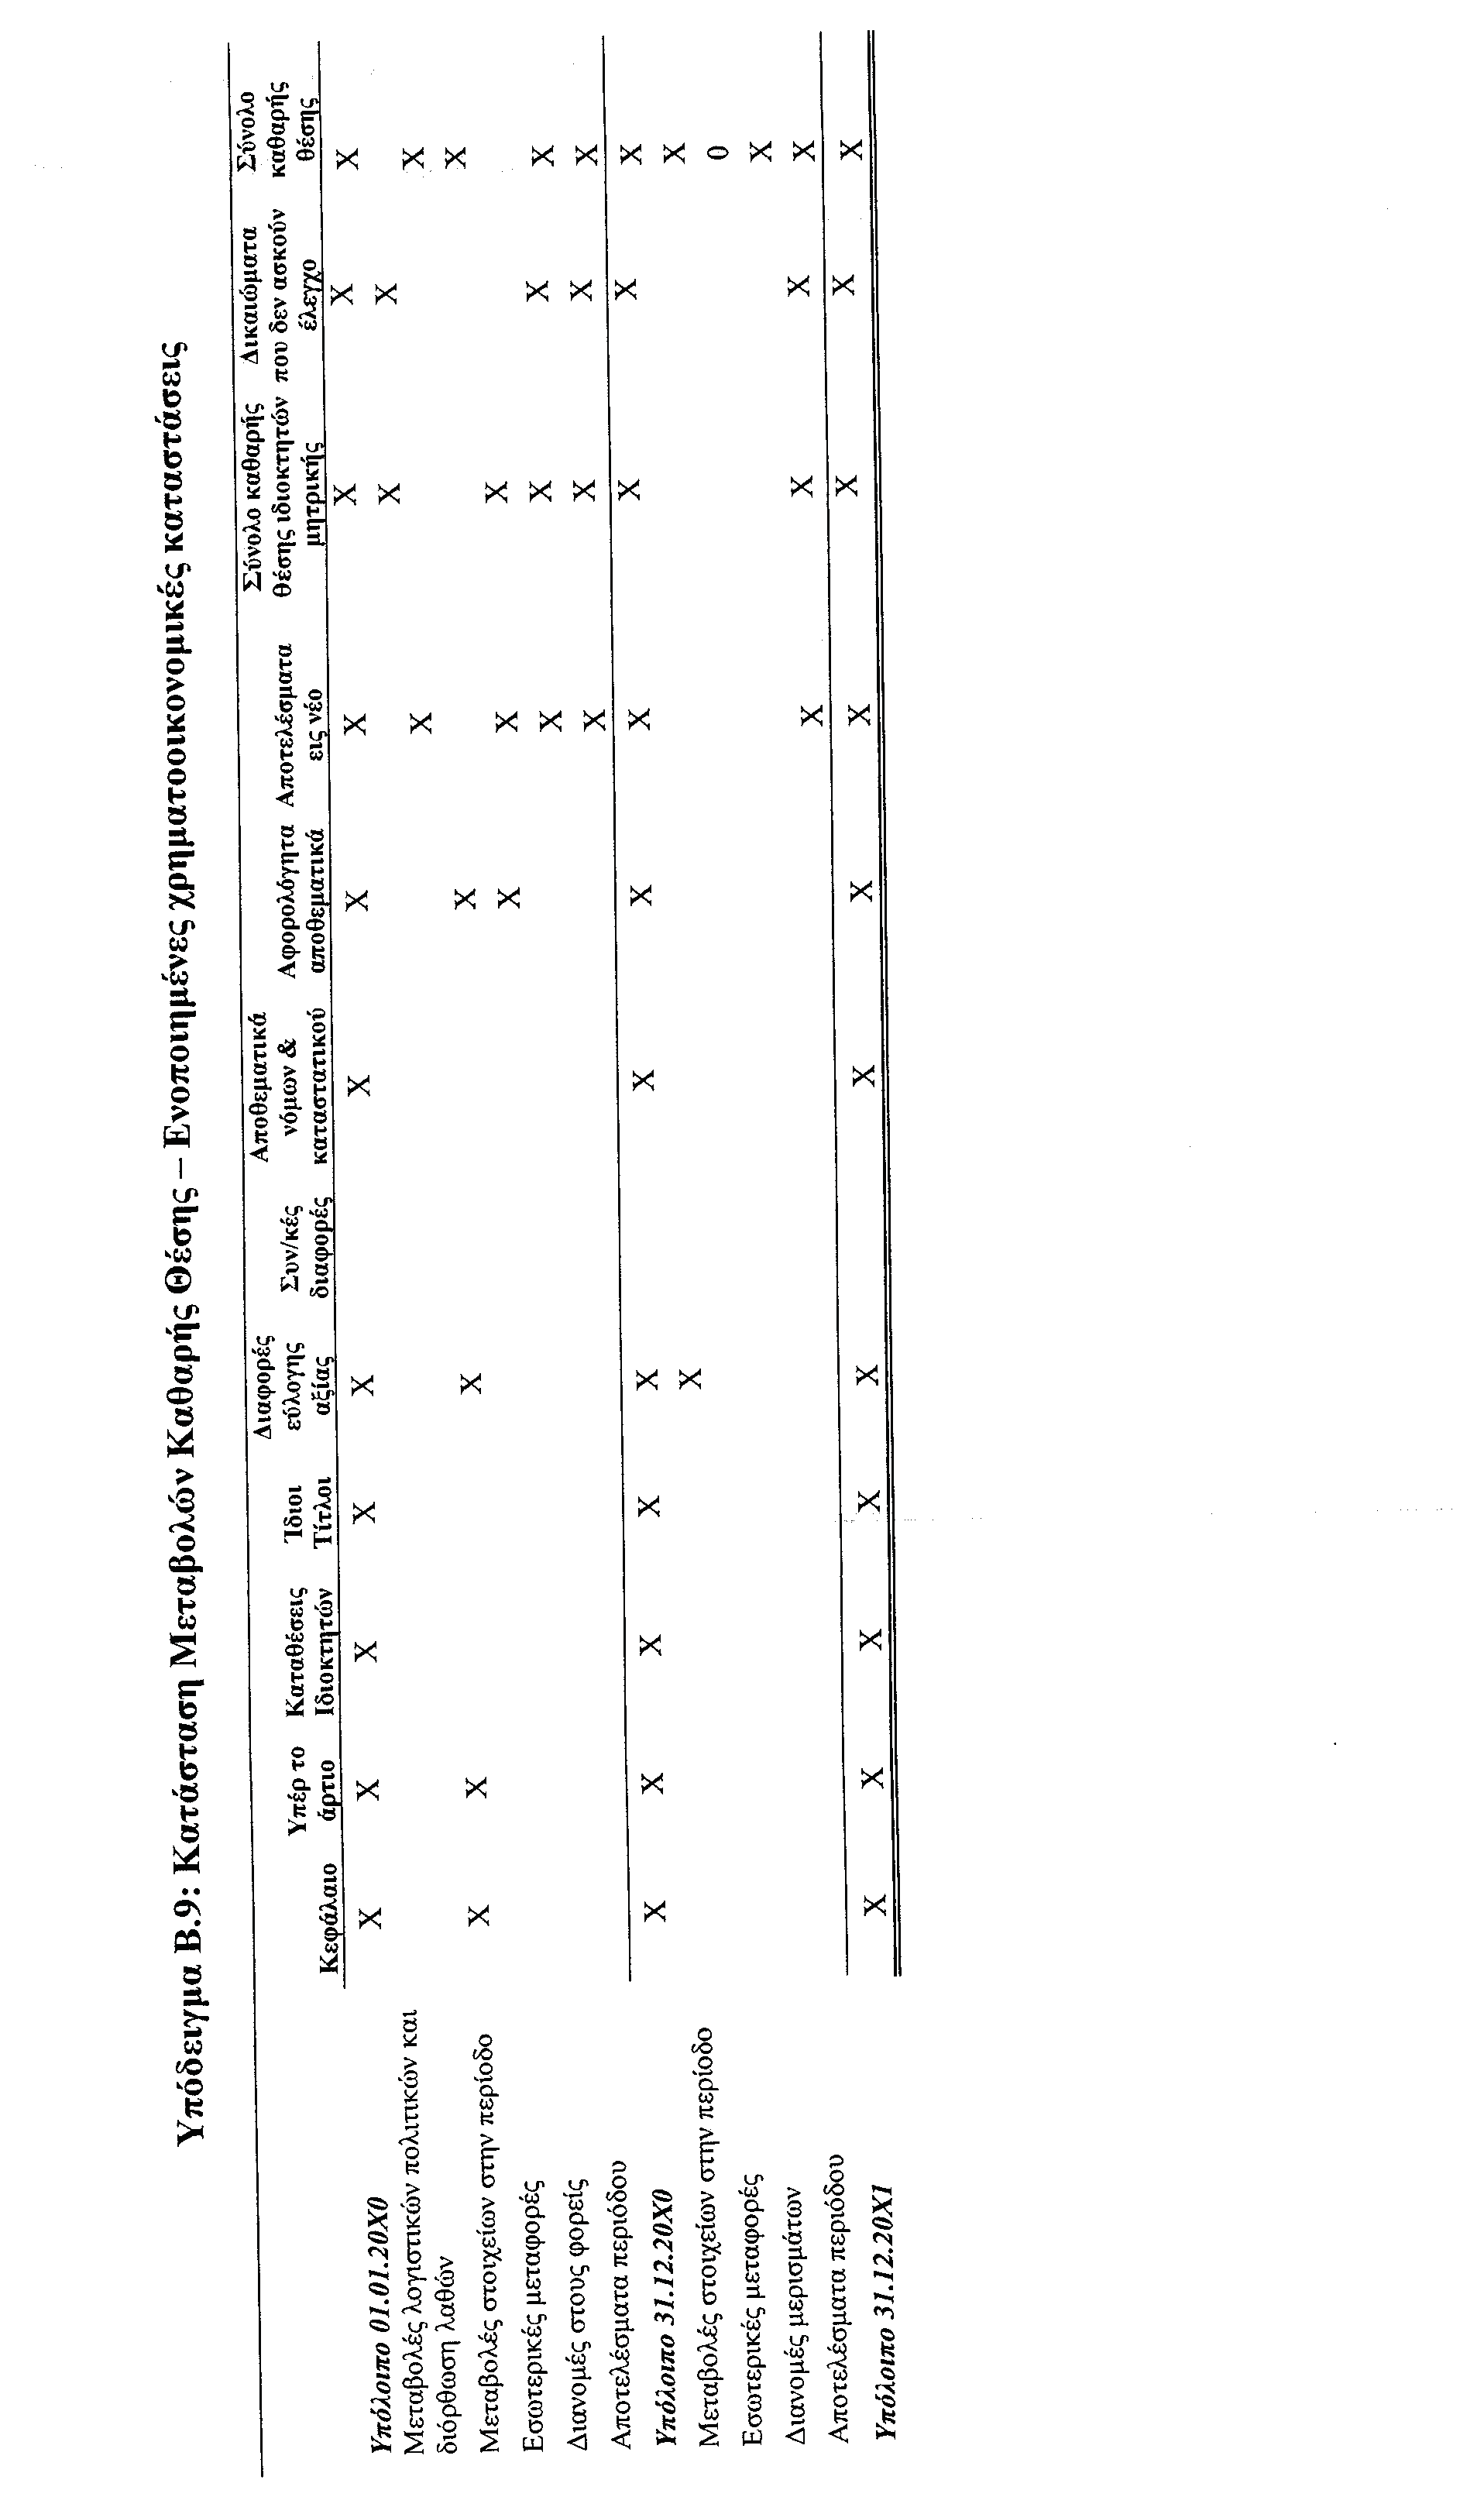 Υπόδειγμα Β.9: Κατάσταση Μεταβολών Καθαρής Θέσης – Ενοποιημένες χρηματοοικονομικές καταστάσεις
Διαφορές Αποθεματικά Σύνολο καθαρής Δικαιώματα Σύνολο
Υπέρ το Καταθέσεις Ίδιοι εύλογης Συν/κές νόμων & Αφορολόγητα Αποτελέσματα θέσης ιδιοκτητών που δεν ασκούν καθαρής
Κεφάλαιο άρτιο Ιδιοκτητών Τίτλοι αξίας διαφορές καταστατικού αποθεματικά εις νέο μητρικής έλεγχο θέσης
Υπόλοιπο 01.01.20Χ0 X X X X X X X X X X X
Μεταβολές λογιστικών πολιτικών και
διόρθωση λαθών X X X X
Μεταβολές στοιχείων στην περίοδο X X X X X
Εσωτερικές μεταφορές X X X
Διανομές στους φορείς X X X X
Αποτελέσματα περιόδου X X X X
Υπόλοιπο 31.12.20Χ0 X X X X X X X X X X X
Μεταβολές στοιχείων στην περίοδο X X
Εσωτερικές μεταφορές 0
Διανομές μερισμάτων X
Αποτελέσματα περιόδου X X X X
Υπόλοιπο 31.12.20Χ1 X X X X X X X X X X X